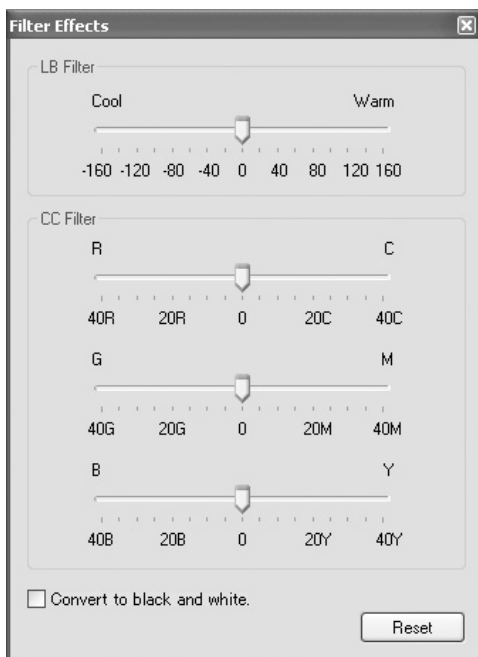 Filter Effects
LB Filter
Cool Warm
-160 -120 -80 -40 0 40 80 120 160
CC Filter
R C
40R 20R 0 20C 40C
G M
40G 20G 0 20M 40M
B Y
40B 20B 0 20Y 40Y
Convert to black and white.
Reset